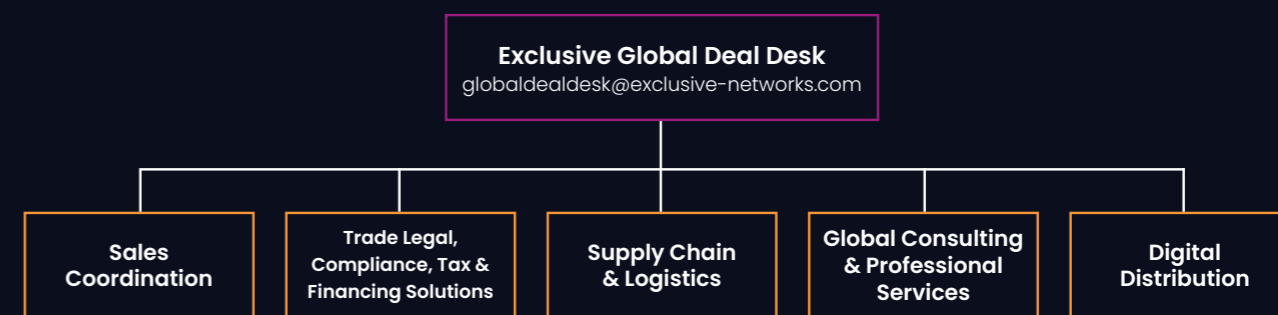 Exclusive Global Deal Desk
globaldealdesk@exclusive-networks.com
Sales
Coordination
Trade Legal,
Compliance, Tax &
Financing Solutions
Supply Chain
& Logistics
Global Consulting
& Professional
Services
Digital
Distribution